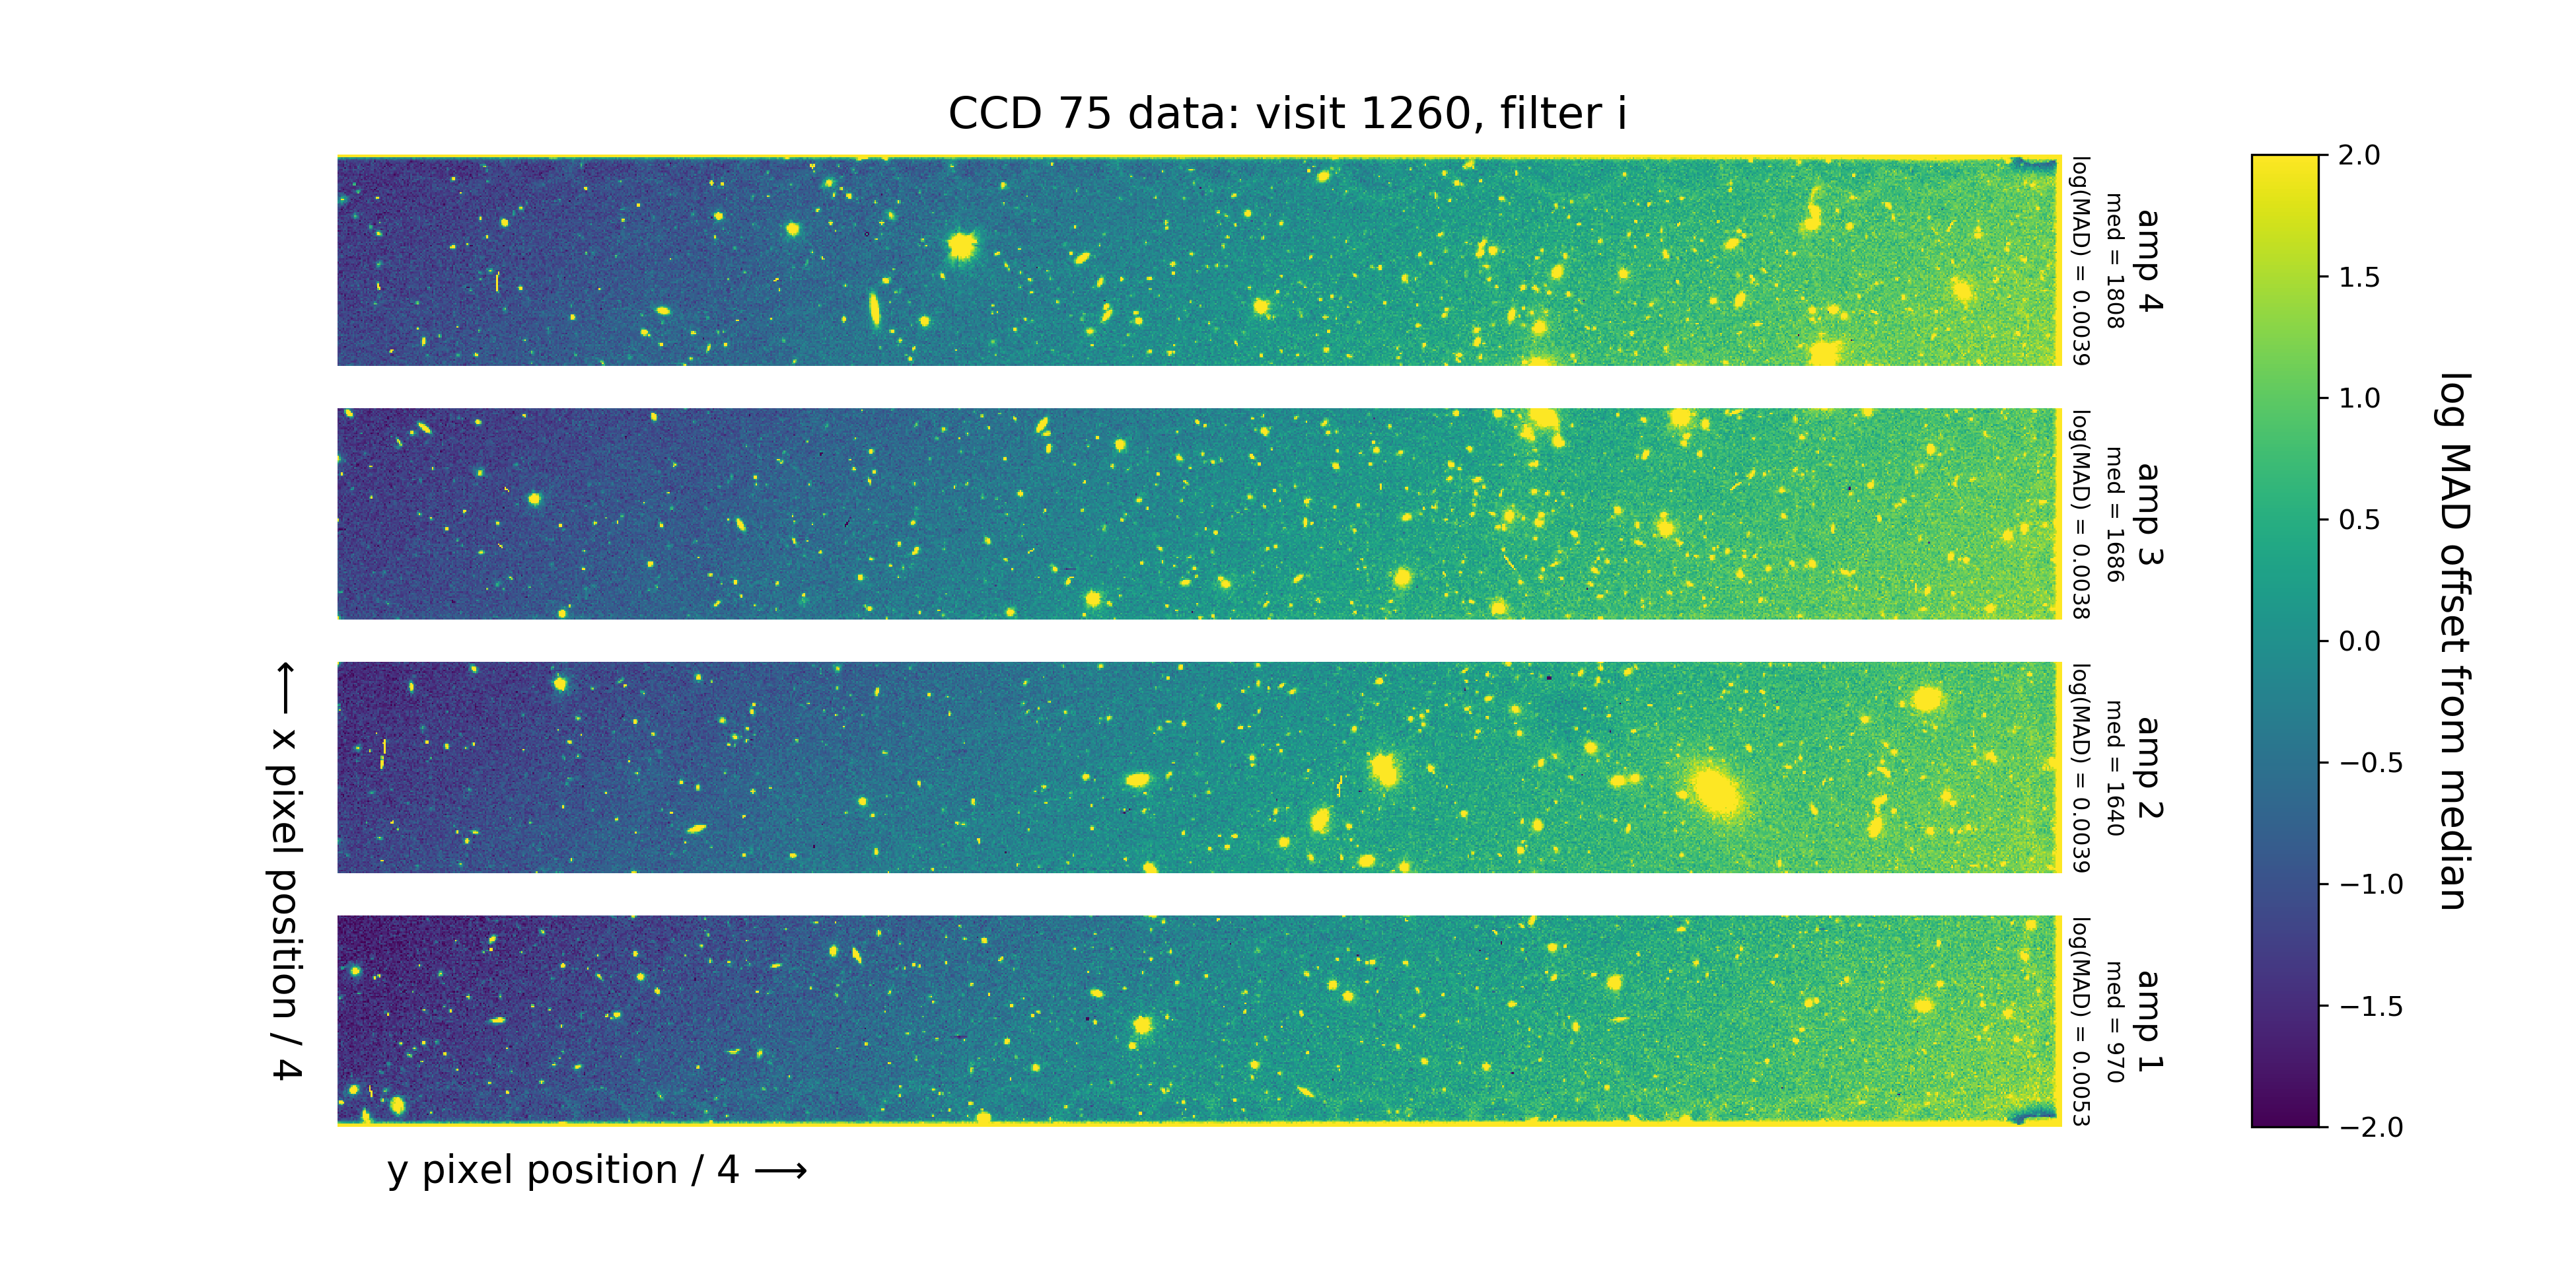 CCD 75 data: visit 1260, filter i
amp 4
med = 1808
log(MAD) = 0.0039
amp 3
med = 1686
log(MAD) = 0.0038
amp 2
med = 1640
log(MAD) = 0.0039
amp 1
med = 970
log(MAD) = 0.0053
⟵ x pixel position / 4
y pixel position / 4 ⟶
2.0
1.5
1.0
0.5
0.0
−0.5
−1.0
−1.5
−2.0
log MAD offset from median